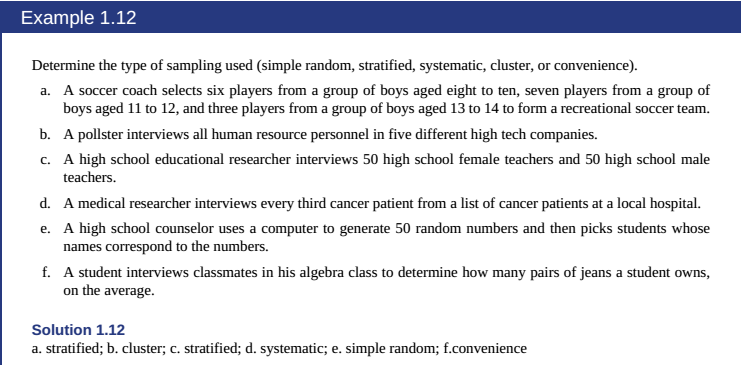 Example 1.12
Determine the type of sampling used (simple random, stratified, systematic, cluster, or convenience).
a. A soccer coach selects six players from a group of boys aged eight to ten, seven players from a group of
boys aged 11 to 12, and three players from a group of boys aged 13 to 14 to form a recreational soccer team.
b. A pollster interviews all human resource personnel in five different high tech companies.
c. A high school educational researcher interviews 50 high school female teachers and 50 high school male
teachers.
d. A medical researcher interviews every third cancer patient from a list of cancer patients at a local hospital.
e. A high school counselor uses a computer to generate 50 random numbers and then picks students whose
names correspond to the numbers.
f. A student interviews classmates in his algebra class to determine how many pairs of jeans a student owns,
on the average.
Solution 1.12
a. stratified; b. cluster; c. stratified; d. systematic; e. simple random; f.convenience